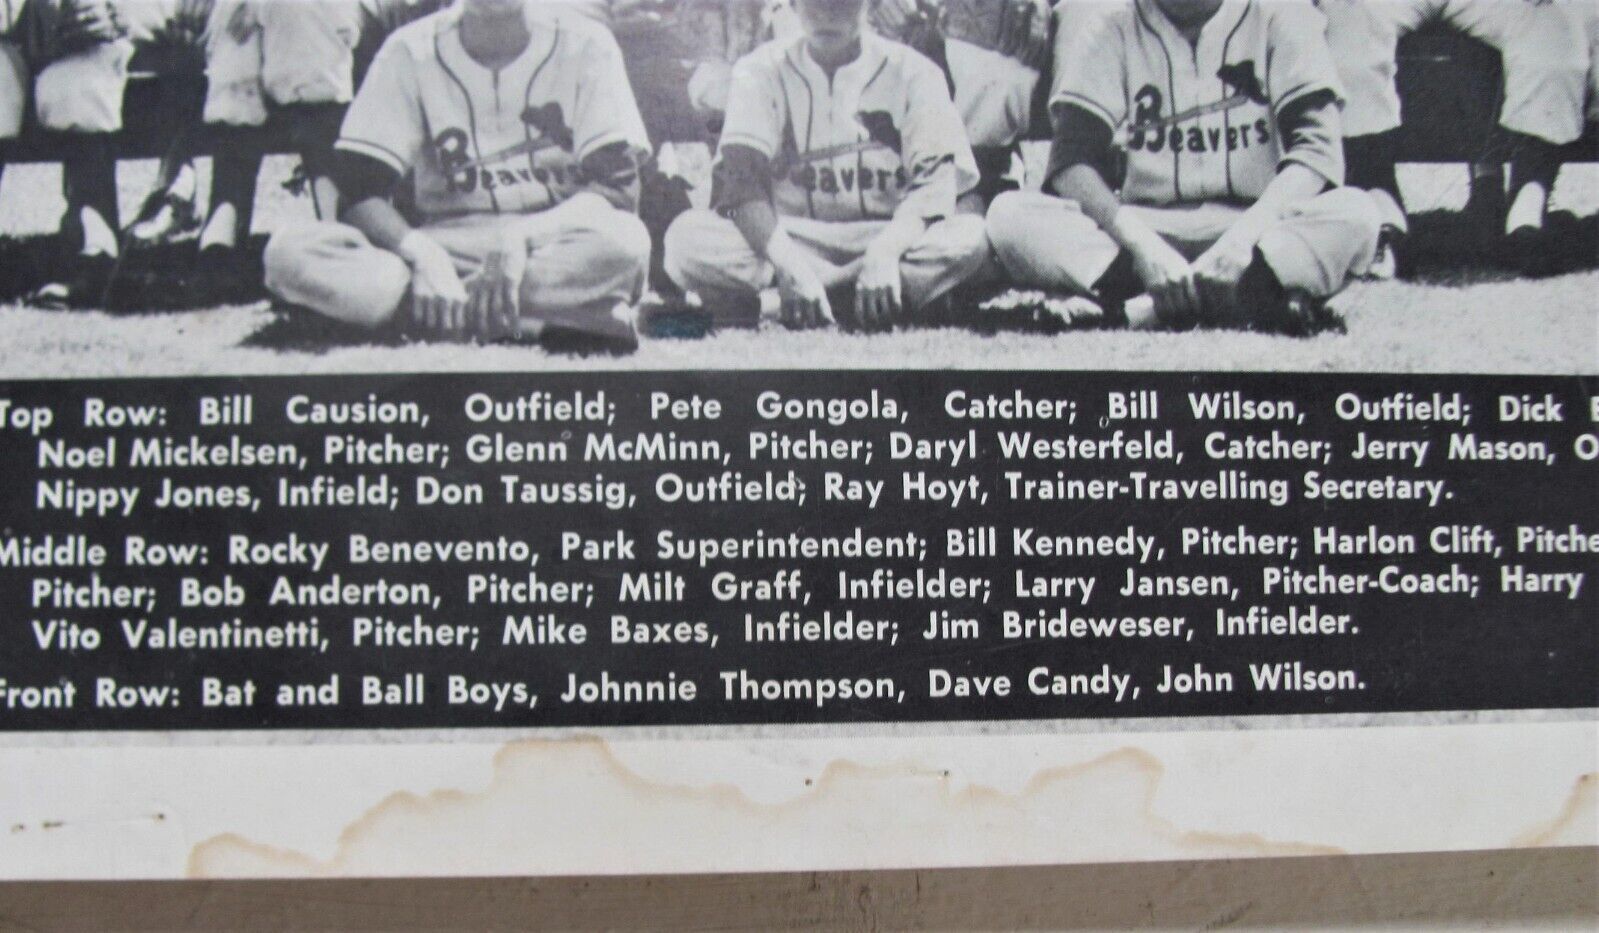 Beavers
Beavers
Beavers
Top Row: Bill Causion, Outfield; Pete Gongola, Catcher; Bill Wilson, Outfield; Dick
Noel Mickelsen, Pitcher; Glenn McMinn, Pitcher; Daryl Westerfeld, Catcher; Jerry Mason,
Nippy Jones, Infield; Don Taussig, Outfield; Ray Hoyt, Trainer-Travelling Secretary.
Middle Row: Rocky Benevento, Park Superintendent; Bill Kennedy, Pitcher; Harlon Clift, Pitche
Pitcher; Bob Anderton, Pitcher; Milt Graff, Infielder; Larry Jansen, Pitcher-Coach; Harry
Vito Valentinetti, Pitcher; Mike Baxes, Infielder; Jim Brideweser, Infielder.
Front Row: Bat and Ball Boys, Johnnie Thompson, Dave Candy, John Wilson.